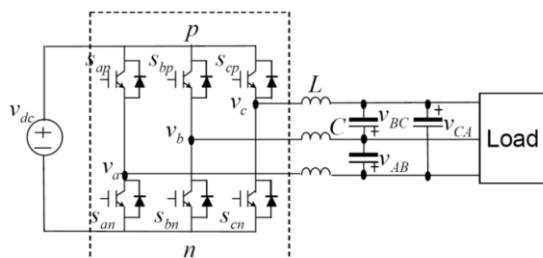 p
s_ap s_bp s_cp
v_dc
v_c
L
v_b
C
v_BC
v_CA
Load
v_a
v_AB
s_an s_bn s_cn
n